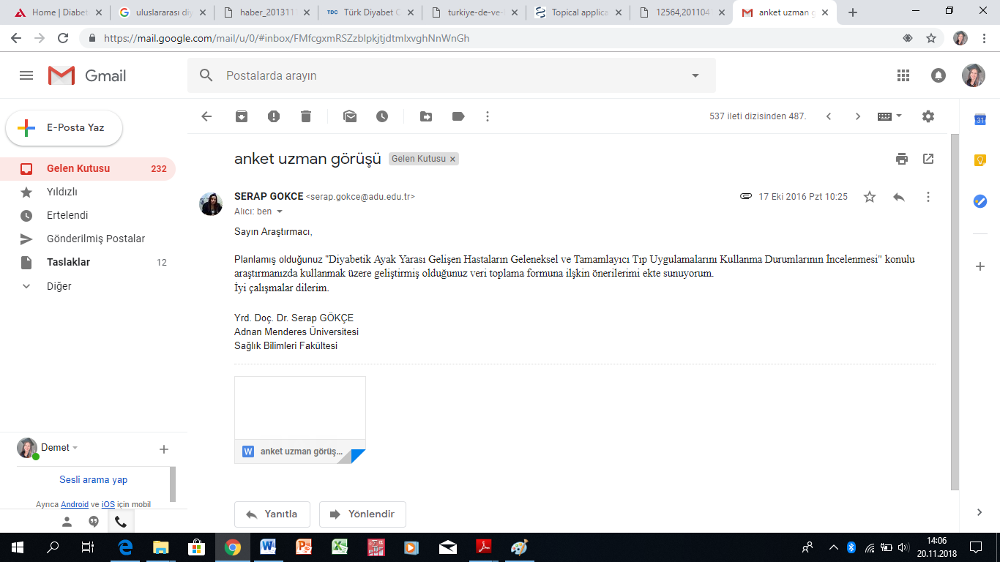 Home | Diabet
uluslararası diy
haber_201311
TDC Türk Diyabet C
turkiye-de-ve-
Topical applica
12564,201104
anket uzman g
https://mail.google.com/mail/u/0/#inbox/FMfcgxmRSZzblpkjtjdtmlxvghNnWnGh
Gmail
Postalarda arayın
E-Posta Yaz
537 ileti dizisinden 487.
31
anket uzman görüşü Gelen Kutusu x
Gelen Kutusu 232
Yıldızlı
Ertelendi
Gönderilmiş Postalar
Taslaklar 12
Diğer
SERAP GOKCE <serap.gokce@adu.edu.tr>
17 Eki 2016 Pzt 10:25
Alıcı: ben
Sayın Araştırmacı,
Planlamış olduğunuz "Diyabetik Ayak Yarası Gelişen Hastaların Geleneksel ve Tamamlayıcı Tıp Uygulamalarını Kullanma Durumlarının İncelenmesi" konulu
araştırmanızda kullanmak üzere geliştirmiş olduğunuz veri toplama formuna ilşkin önerilerimi ekte sunuyorum.
İyi çalışmalar dilerim.
Yrd. Doç. Dr. Serap GÖKÇE
Adnan Menderes Üniversitesi
Sağlık Bilimleri Fakültesi
W anket uzman görüş...
Demet
Sesli arama yap
Ayrıca Android ve iOS için mobil
Yanıtla
Yönlendir
14:06
20.11.2018